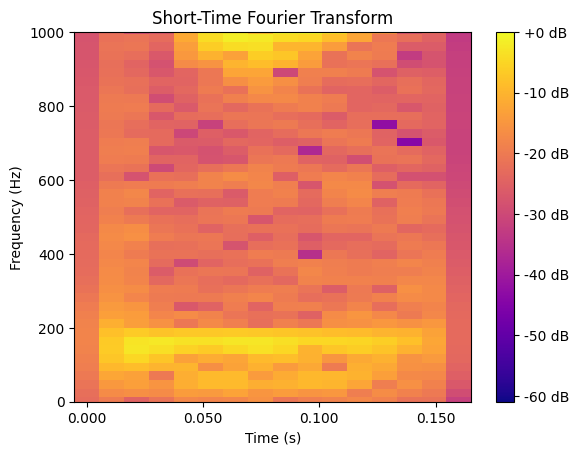 Short-Time Fourier Transform
Frequency (Hz)
1000
800
600
400
200
0
0.000
0.050
0.100
0.150
Time (s)
+0 dB
-10 dB
-20 dB
-30 dB
-40 dB
-50 dB
-60 dB